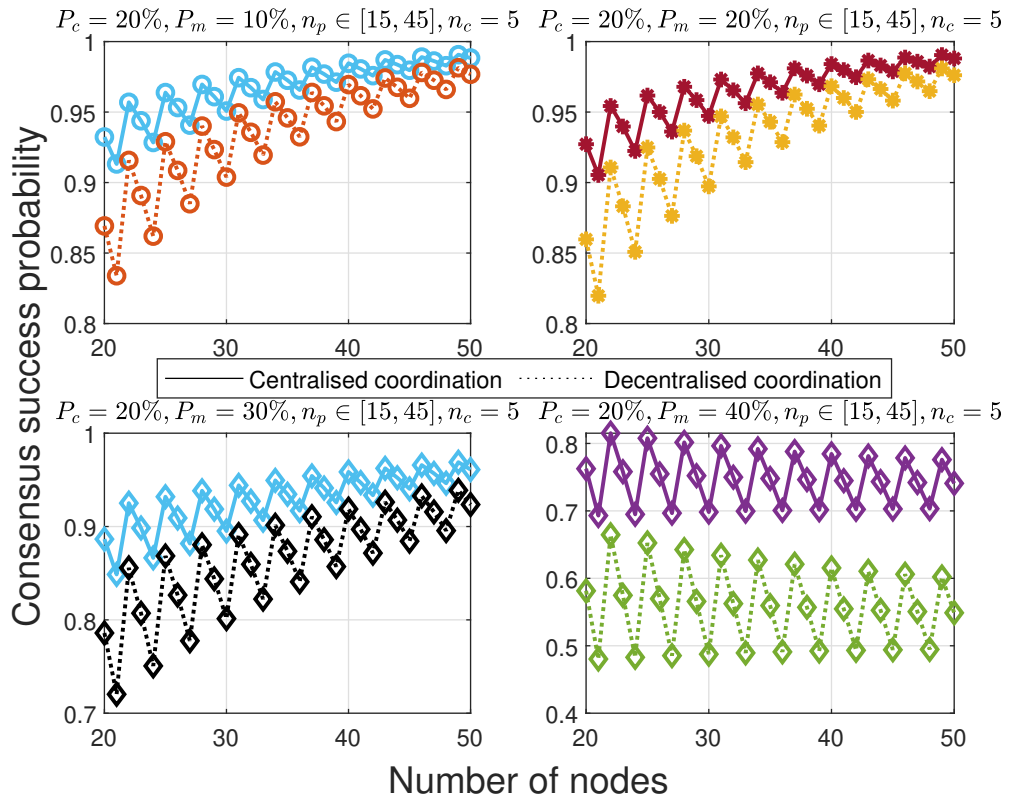 P_c = 20%, P_m = 10%, n_p ∈ [15, 45], n_c = 5
P_c = 20%, P_m = 20%, n_p ∈ [15, 45], n_c = 5
1
0.95
0.9
0.85
0.8
20 30 40 50
1
0.95
0.9
0.85
0.8
20 30 40 50
Centralised coordination Decentralised coordination
P_c = 20%, P_m = 30%, n_p ∈ [15, 45], n_c = 5
P_c = 20%, P_m = 40%, n_p ∈ [15, 45], n_c = 5
1
0.9
0.8
0.7
20 30 40 50
0.8
0.7
0.6
0.5
0.4
20 30 40 50
Consensus success probability
Number of nodes